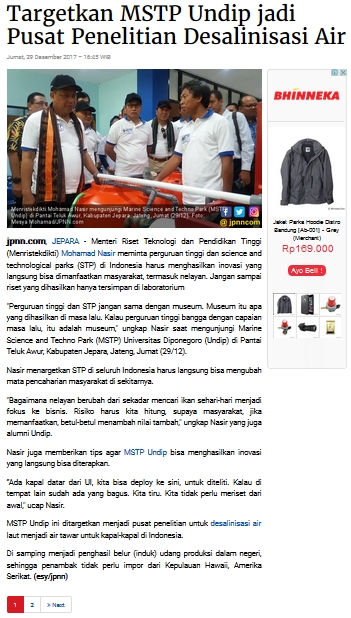 Targetkan MSTP Undip jadi
Pusat Penelitian Desalinisasi Air
Jumat, 29 Desember 2017 – 16:45 WIB
Menristekdikti Mohamad Nasir mengunjungi Marine Science and Techno Park (MSTP)
Undip) di Pantai Teluk Awur, Kabupaten Jepara, Jateng, Jumat (29/12). Foto:
Mesya Mohamad/JPNN.com
jpnn.com
jpnn.com, JEPARA - Menteri Riset Teknologi dan Pendidikan Tinggi
(Menristekdikti) Mohamad Nasir meminta perguruan tinggi dan science and
technological parks (STP) di Indonesia harus menghasilkan inovasi yang
langsung bisa dimanfaatkan masyarakat, termasuk nelayan. Jangan sampai
riset yang dihasilkan hanya tersimpan di laboratorium
"Perguruan tinggi dan STP jangan sama dengan museum. Museum itu apa
yang dihasilkan di masa lalu. Kalau perguruan tinggi bangga dengan capaian
masa lalu, itu adalah museum," ungkap Nasir saat mengunjungi Marine
Science and Techno Park (MSTP) Universitas Diponegoro (Undip) di Pantai
Teluk Awur, Kabupaten Jepara, Jateng, Jumat (29/12).
Nasir menargetkan STP di seluruh Indonesia harus langsung bisa mengubah
mata pencaharian masyarakat di sekitarnya.
"Bagaimana nelayan berubah dari sekadar mencari ikan sehari-hari menjadi
fokus ke bisnis. Risiko harus kita hitung, supaya masyarakat, jika
memanfaatkan, betul-betul menambah nilai tambah," ungkap Nasir yang juga
alumni Undip.
Nasir juga memberikan tips agar MSTP Undip bisa menghasilkan inovasi
yang langsung bisa diterapkan.
"Ada kapal datar dari UI, kita bisa deploy ke sini, untuk diteliti. Kalau di
tempat lain sudah ada yang bagus. Kita tiru. Kita tidak perlu meriset dari
awal," ucap Nasir.
MSTP Undip ini ditargetkan menjadi pusat penelitian untuk desalinisasi air
laut menjadi air tawar untuk kapal-kapal di Indonesia.
Di samping menjadi penghasil belur (induk) udang produksi dalam negeri,
sehingga penambak tidak perlu impor dari Kepulauan Hawaii, Amerika
Serikat. (esy/jpnn)
1 2 » Next
BHINNEKA
Jaket Parka Hoodie Distro
Bandung [Ab-001] - Grey
(Merchant)
Rp169.000
Ayo Beli !